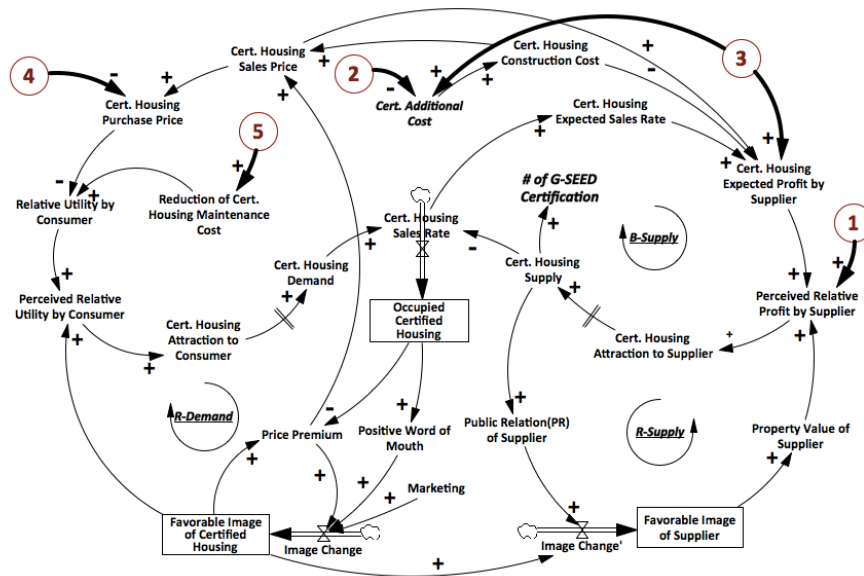 Cert. Housing
Sales Price
Cert. Housing
Construction Cost
+
-
+
+
+
4
-
+
2
-
+
3
Cert. Housing
Purchase Price
Cert. Additional
Cost
Cert. Housing
Expected Sales Rate
+
5
+
-
+
+
+
+
+
Cert. Housing
Expected Profit by
Supplier
Relative Utility by
Consumer
Reduction of Cert.
Housing Maintenance
Cost
# of G-SEED
Certification
+
Cert. Housing
Sales Rate
+
-
B-Supply
1
+
+
Cert. Housing
Demand
+
Cert. Housing
Supply
+
+
+
Perceived Relative
Utility by Consumer
+
Perceived Relative
Profit by Supplier
+
Occupied
Certified
Housing
Cert. Housing
Attraction to
Consumer
+
Cert. Housing
Attraction to Supplier
+
+
R-Demand
-
+
+
R-Supply
Price Premium
+
Positive Word of
Mouth
Public Relation(PR)
of Supplier
Property Value of
Supplier
+
+
+
+
Marketing
+
Favorable Image
of Certified
Housing
Image Change
Image Change'
Favorable Image
of Supplier
+